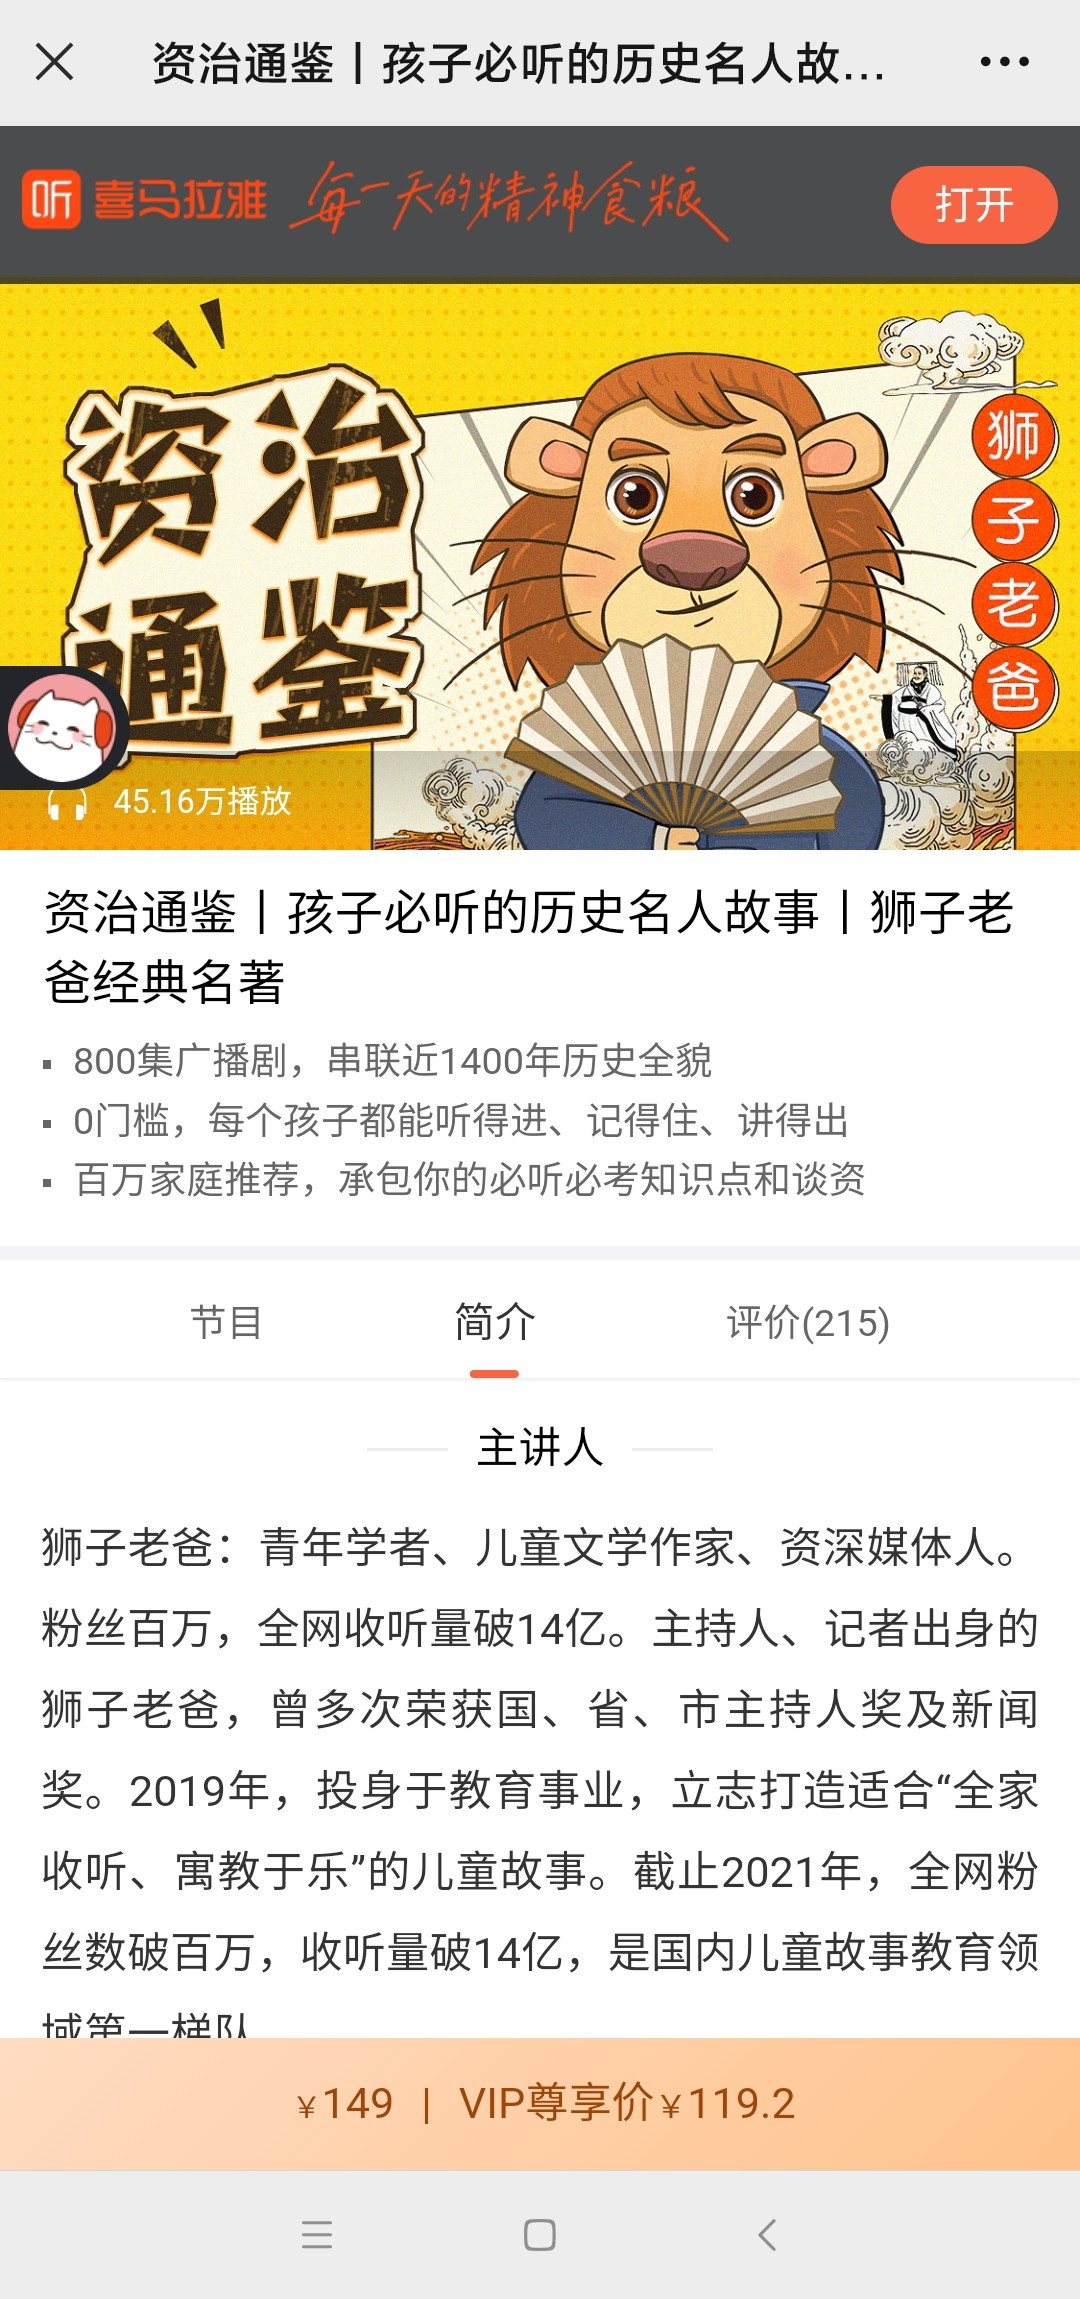 资治通鉴丨孩子必听的历史名人故...
听 喜马拉雅 每一天的精神食粮 打开
资治
通鉴
狮
子
老
爸
45.16万播放
资治通鉴丨孩子必听的历史名人故事丨狮子老
爸经典名著
▪ 800集广播剧，串联近1400年历史全貌
▪ 0门槛，每个孩子都能听得进、记得住、讲得出
▪ 百万家庭推荐，承包你的必听必考知识点和谈资
节目 简介 评价(215)
主讲人
狮子老爸：青年学者、儿童文学作家、资深媒体人。
粉丝百万，全网收听量破14亿。主持人、记者出身的
狮子老爸，曾多次荣获国、省、市主持人奖及新闻
奖。2019年，投身于教育事业，立志打造适合“全家
收听、寓教于乐”的儿童故事。截止2021年，全网粉
丝数破百万，收听量破14亿，是国内儿童故事教育领
域第一梯队
¥149 | VIP尊享价¥119.2